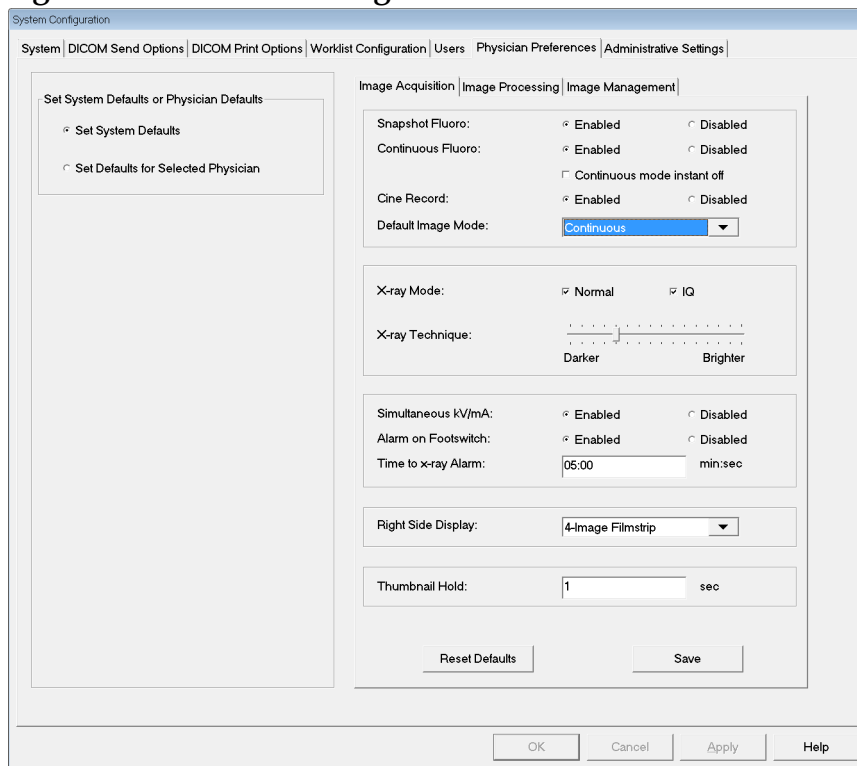 System Configuration
System DICOM Send Options DICOM Print Options Worklist Configuration Users Physician Preferences Administrative Settings
Set System Defaults or Physician Defaults
Set System Defaults
Set Defaults for Selected Physician
Image Acquisition Image Processing Image Management
Snapshot Fluoro: Enabled Disabled
Continuous Fluoro: Enabled Disabled
Continuous mode instant off
Cine Record: Enabled Disabled
Default Image Mode: Continuous
X-ray Mode: Normal IQ
X-ray Technique:
Darker Brighter
Simultaneous kV/mA: Enabled Disabled
Alarm on Footswitch: Enabled Disabled
Time to x-ray Alarm: 05:00 min:sec
Right Side Display: 4-Image Filmstrip
Thumbnail Hold: 1 sec
Reset Defaults Save
OK Cancel Apply Help